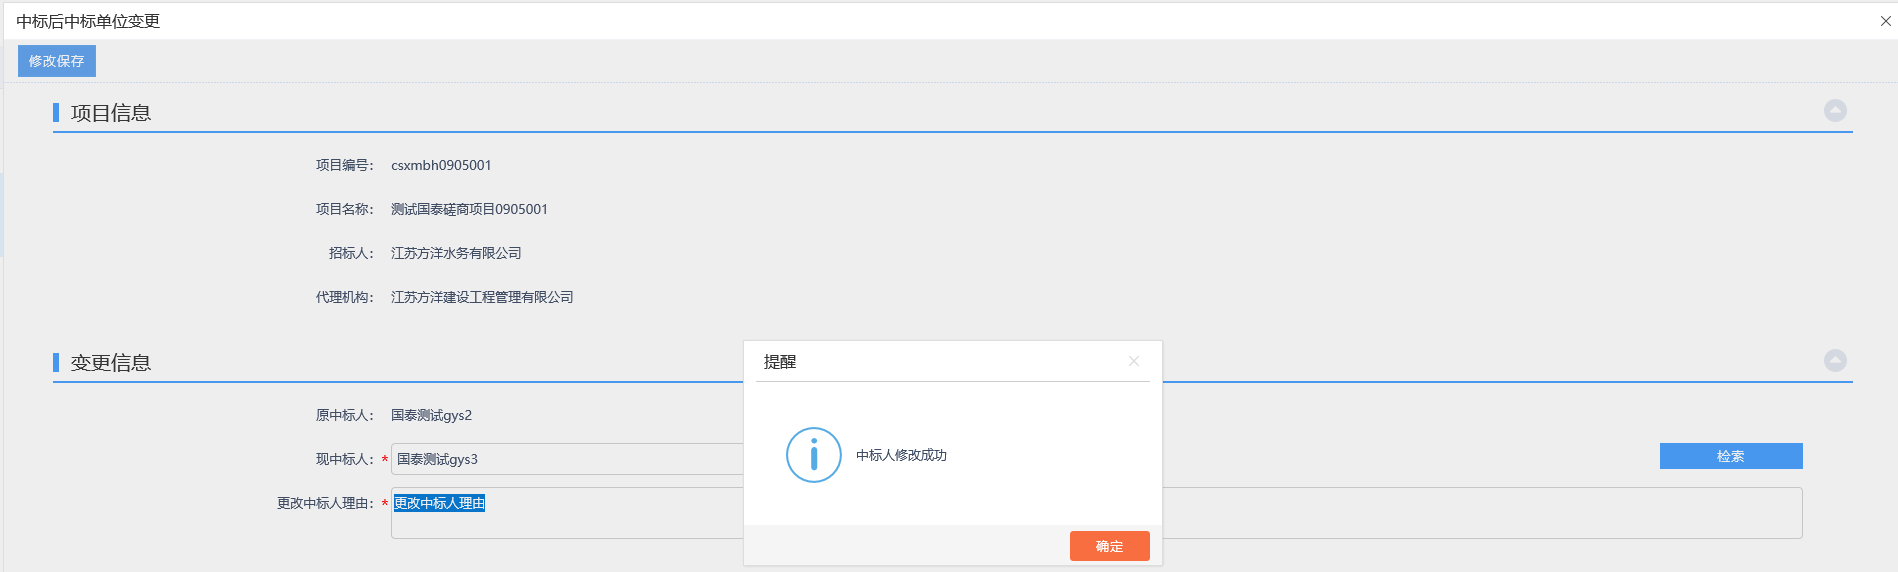 中标后中标单位变更
修改保存
项目信息
项目编号： csxmbh0905001
项目名称： 测试国泰磋商项目0905001
招标人： 江苏方洋水务有限公司
代理机构： 江苏方洋建设工程管理有限公司
变更信息
原中标人： 国泰测试gys2
现中标人：* 国泰测试gys3
检索
更改中标人理由：* 更改中标人理由
提醒
中标人修改成功
确定